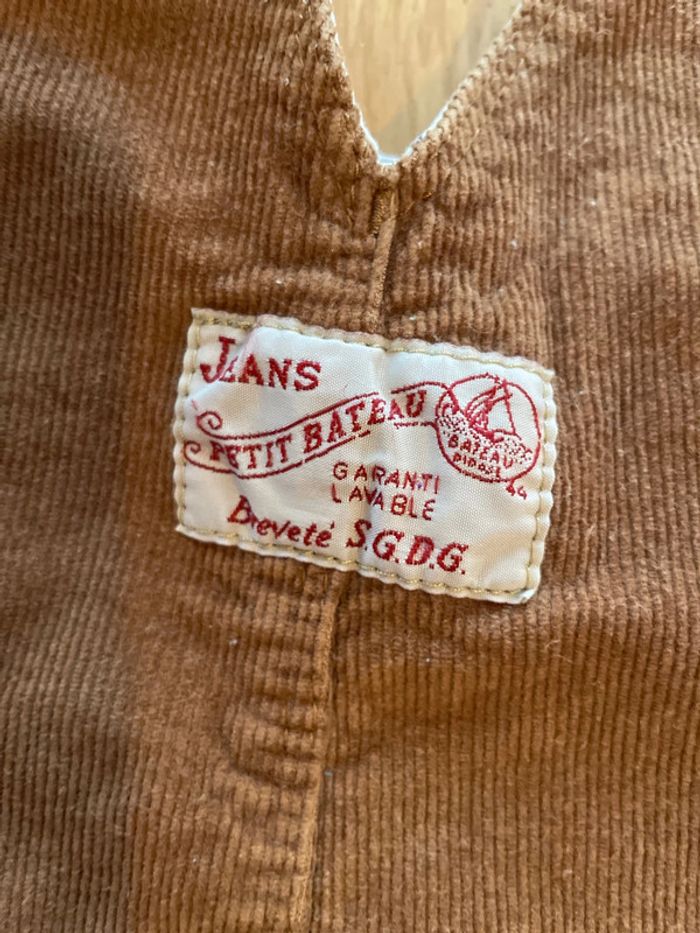 JEANS
PETIT BATEAU
BATEAU
GARANTI
LAVABLE
Breveté S.G.D.G.